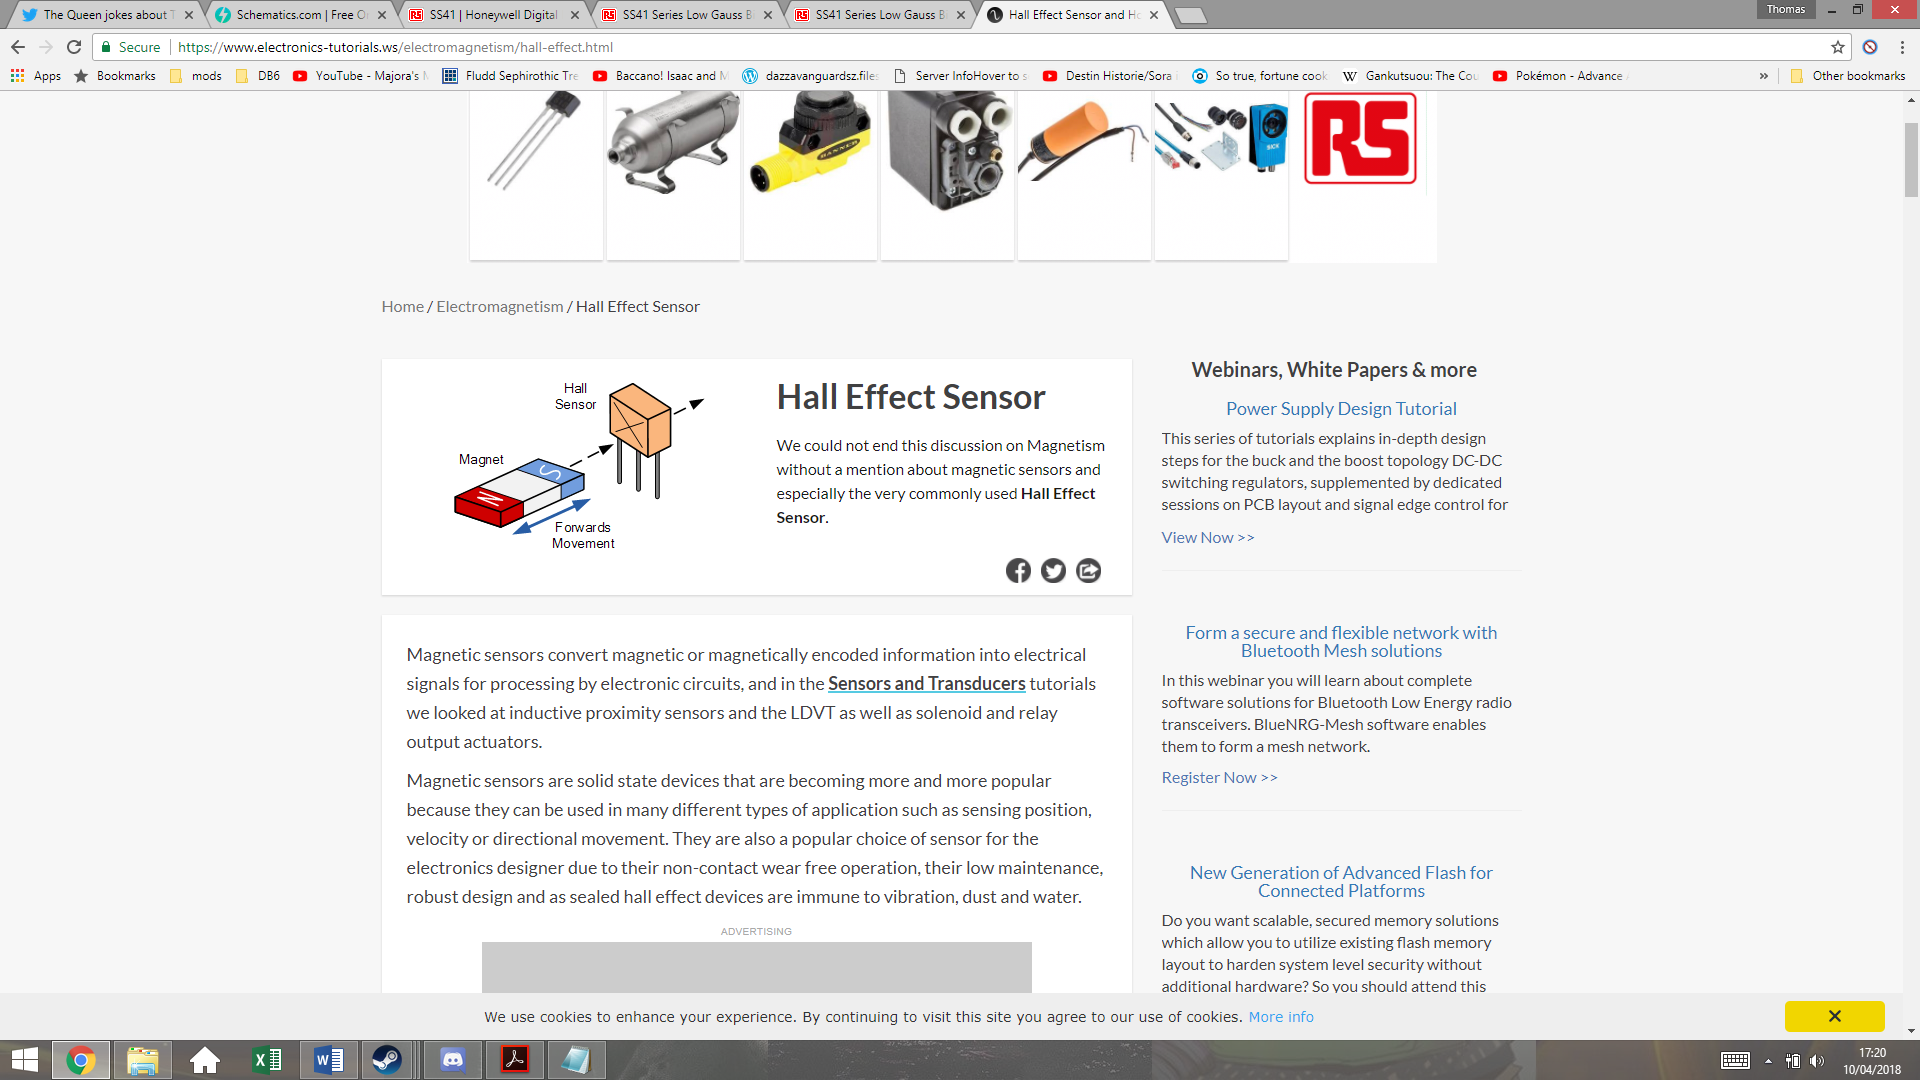 The Queen jokes about T
Schematics.com | Free O
SS41 | Honeywell Digital
SS41 Series Low Gauss B
SS41 Series Low Gauss B
Hall Effect Sensor and Ho
Thomas
Secure https://www.electronics-tutorials.ws/electromagnetism/hall-effect.html
Apps Bookmarks mods DB6 YouTube - Majora's M Fludd Sephirothic Tre Baccano! Isaac and M dazzavanguardsz.files Server InfoHover to s Destin Historie/Sora So true, fortune cook Gankutsuou: The Cou Pokémon - Advance » Other bookmarks
BANNER
SICK
RS
Home / Electromagnetism / Hall Effect Sensor
Hall
Sensor
Magnet
S
N
Forwards
Movement
Hall Effect Sensor
We could not end this discussion on Magnetism
without a mention about magnetic sensors and
especially the very commonly used Hall Effect
Sensor.
Magnetic sensors convert magnetic or magnetically encoded information into electrical
signals for processing by electronic circuits, and in the Sensors and Transducers tutorials
we looked at inductive proximity sensors and the LDVT as well as solenoid and relay
output actuators.
Magnetic sensors are solid state devices that are becoming more and more popular
because they can be used in many different types of application such as sensing position,
velocity or directional movement. They are also a popular choice of sensor for the
electronics designer due to their non-contact wear free operation, their low maintenance,
robust design and as sealed hall effect devices are immune to vibration, dust and water.
ADVERTISING
Webinars, White Papers & more
Power Supply Design Tutorial
This series of tutorials explains in-depth design
steps for the buck and the boost topology DC-DC
switching regulators, supplemented by dedicated
sessions on PCB layout and signal edge control for
View Now >>
Form a secure and flexible network with
Bluetooth Mesh solutions
In this webinar you will learn about complete
software solutions for Bluetooth Low Energy radio
transceivers. BlueNRG-Mesh software enables
them to form a mesh network.
Register Now >>
New Generation of Advanced Flash for
Connected Platforms
Do you want scalable, secured memory solutions
which allow you to utilize existing flash memory
layout to harden system level security without
additional hardware? So you should attend this
We use cookies to enhance your experience. By continuing to visit this site you agree to our use of cookies. More info
17:20
10/04/2018